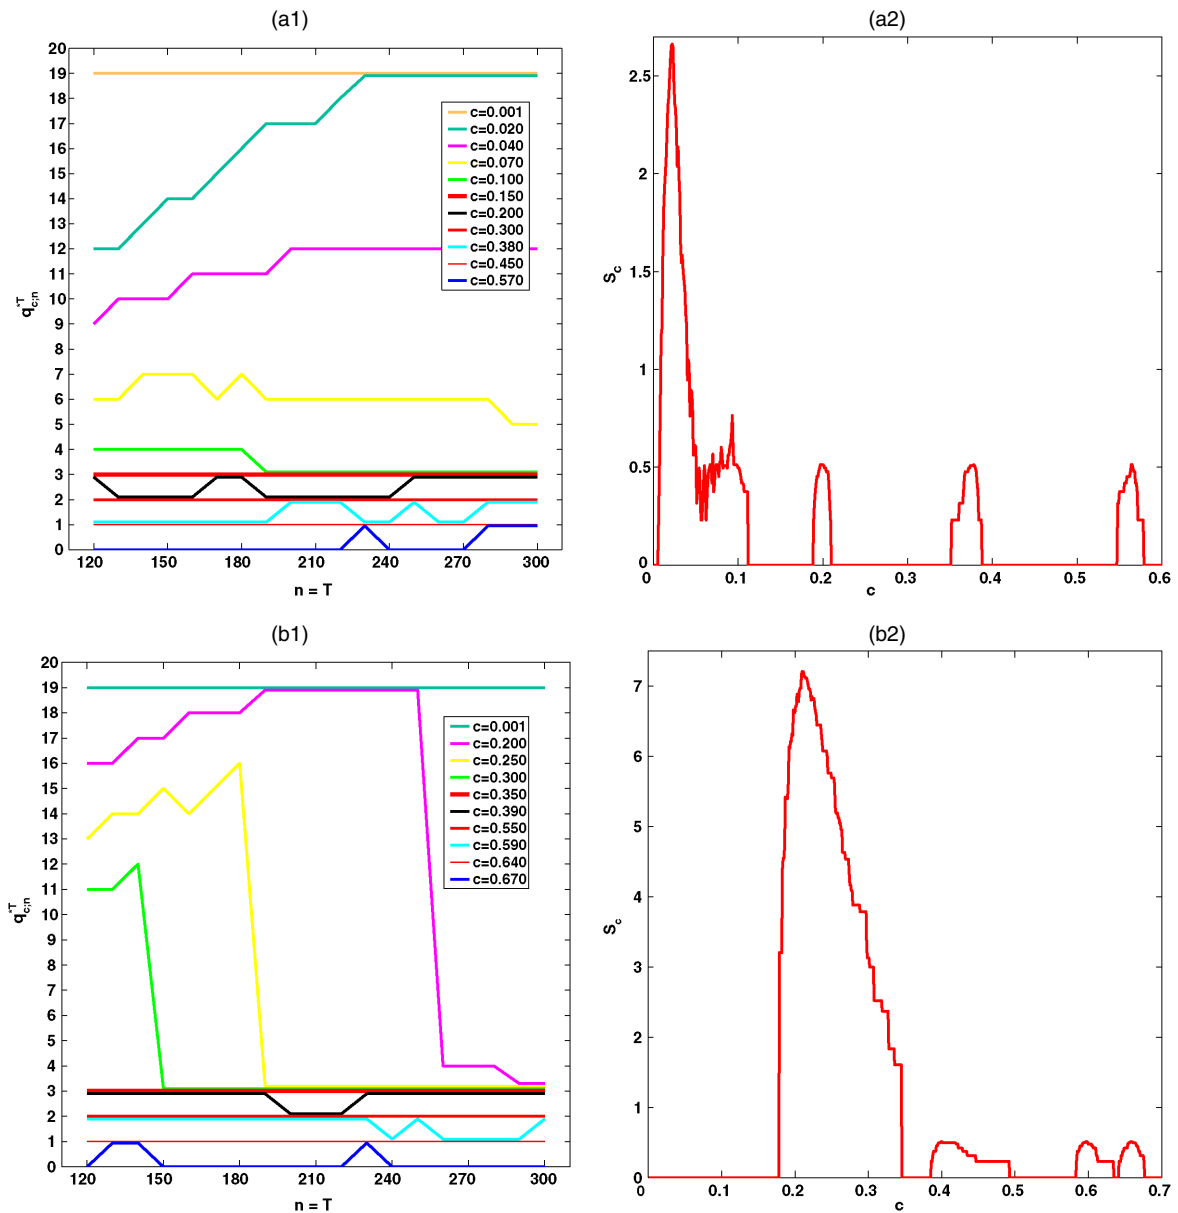 (a1)
20
19
18
17
16
15
14
13
12
11
10
9
8
7
6
5
4
3
2
1
0
120
150
180
210
240
270
300
n = T
q*T c;n
c=0.001
c=0.020
c=0.040
c=0.070
c=0.100
c=0.150
c=0.200
c=0.300
c=0.380
c=0.450
c=0.570
(a2)
2.5
2
1.5
1
0.5
0
0
0.1
0.2
0.3
0.4
0.5
0.6
c
Sc
(b1)
20
19
18
17
16
15
14
13
12
11
10
9
8
7
6
5
4
3
2
1
0
120
150
180
210
240
270
300
n = T
q*T c;n
c=0.001
c=0.200
c=0.250
c=0.300
c=0.350
c=0.390
c=0.550
c=0.590
c=0.640
c=0.670
(b2)
7
6
5
4
3
2
1
0
0
0.1
0.2
0.3
0.4
0.5
0.6
0.7
c
Sc